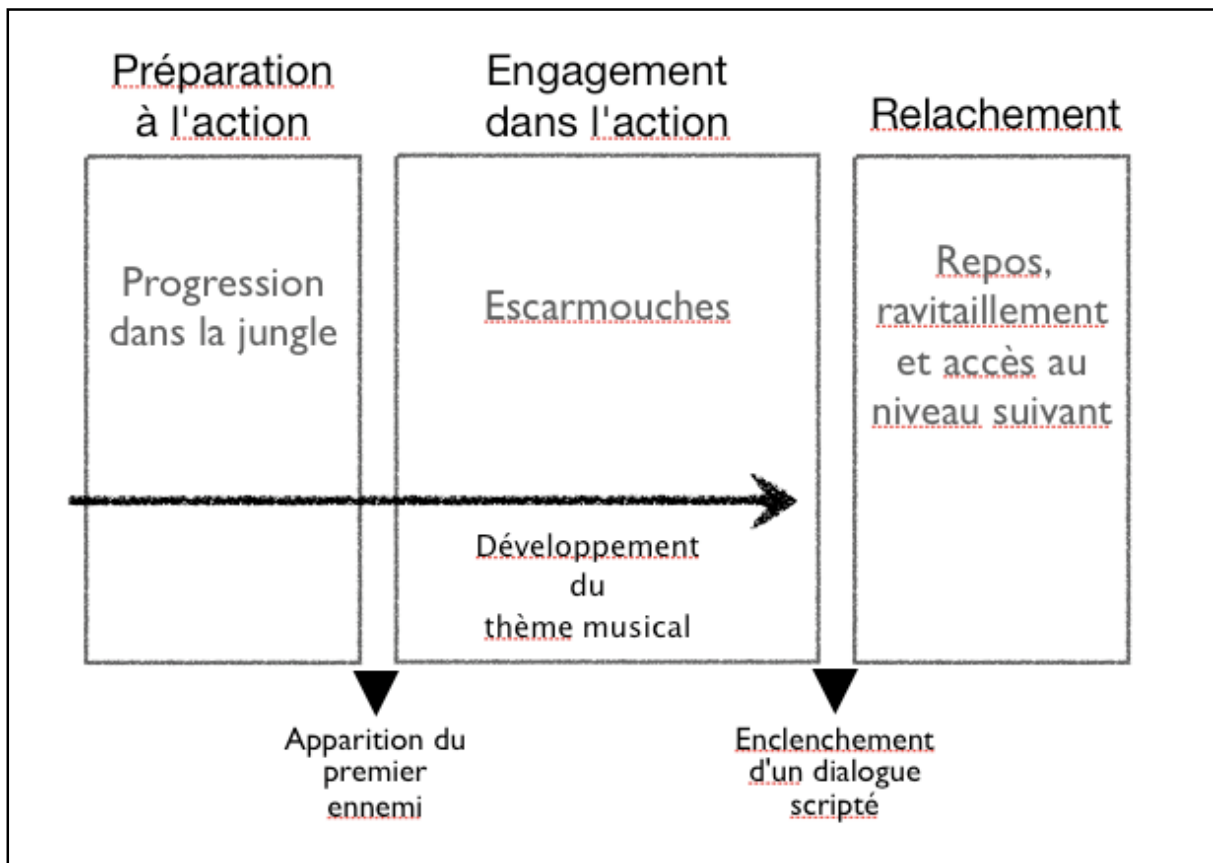 Préparation
à l'action
Engagement
dans l'action
Relachement
Progression
dans la jungle
Escarmouches
Repos,
ravitaillement
et accès au
niveau suivant
Développement
du
thème musical
Apparition du
premier
ennemi
Enclenchement
d'un dialogue
scripté